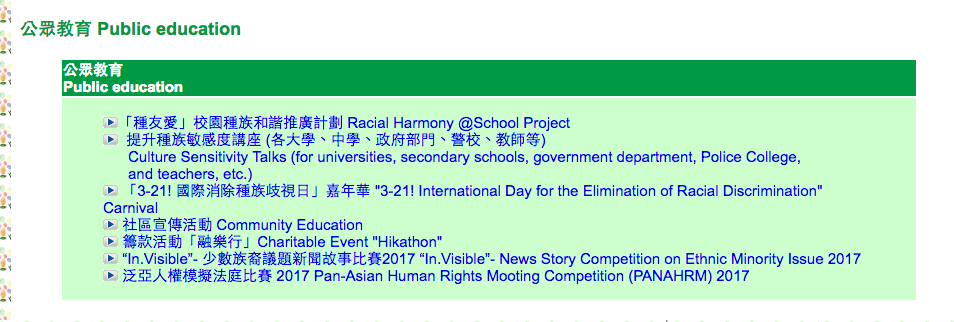 公眾教育 Public education
公眾教育
Public education
「種友愛」校園種族和諧推廣計劃 Racial Harmony @School Project
提升種族敏感度講座 (各大學、中學、政府部門、警校、教師等)
Culture Sensitivity Talks (for universities, secondary schools, government department, Police College,
and teachers, etc.)
「3-21! 國際消除種族歧視日」嘉年華 "3-21! International Day for the Elimination of Racial Discrimination"
Carnival
社區宣傳活動 Community Education
籌款活動「融樂行」Charitable Event "Hikathon"
“In.Visible”- 少數族裔議題新聞故事比賽2017 “In.Visible”- News Story Competition on Ethnic Minority Issue 2017
泛亞人權模擬法庭比賽 2017 Pan-Asian Human Rights Mooting Competition (PANAHRM) 2017